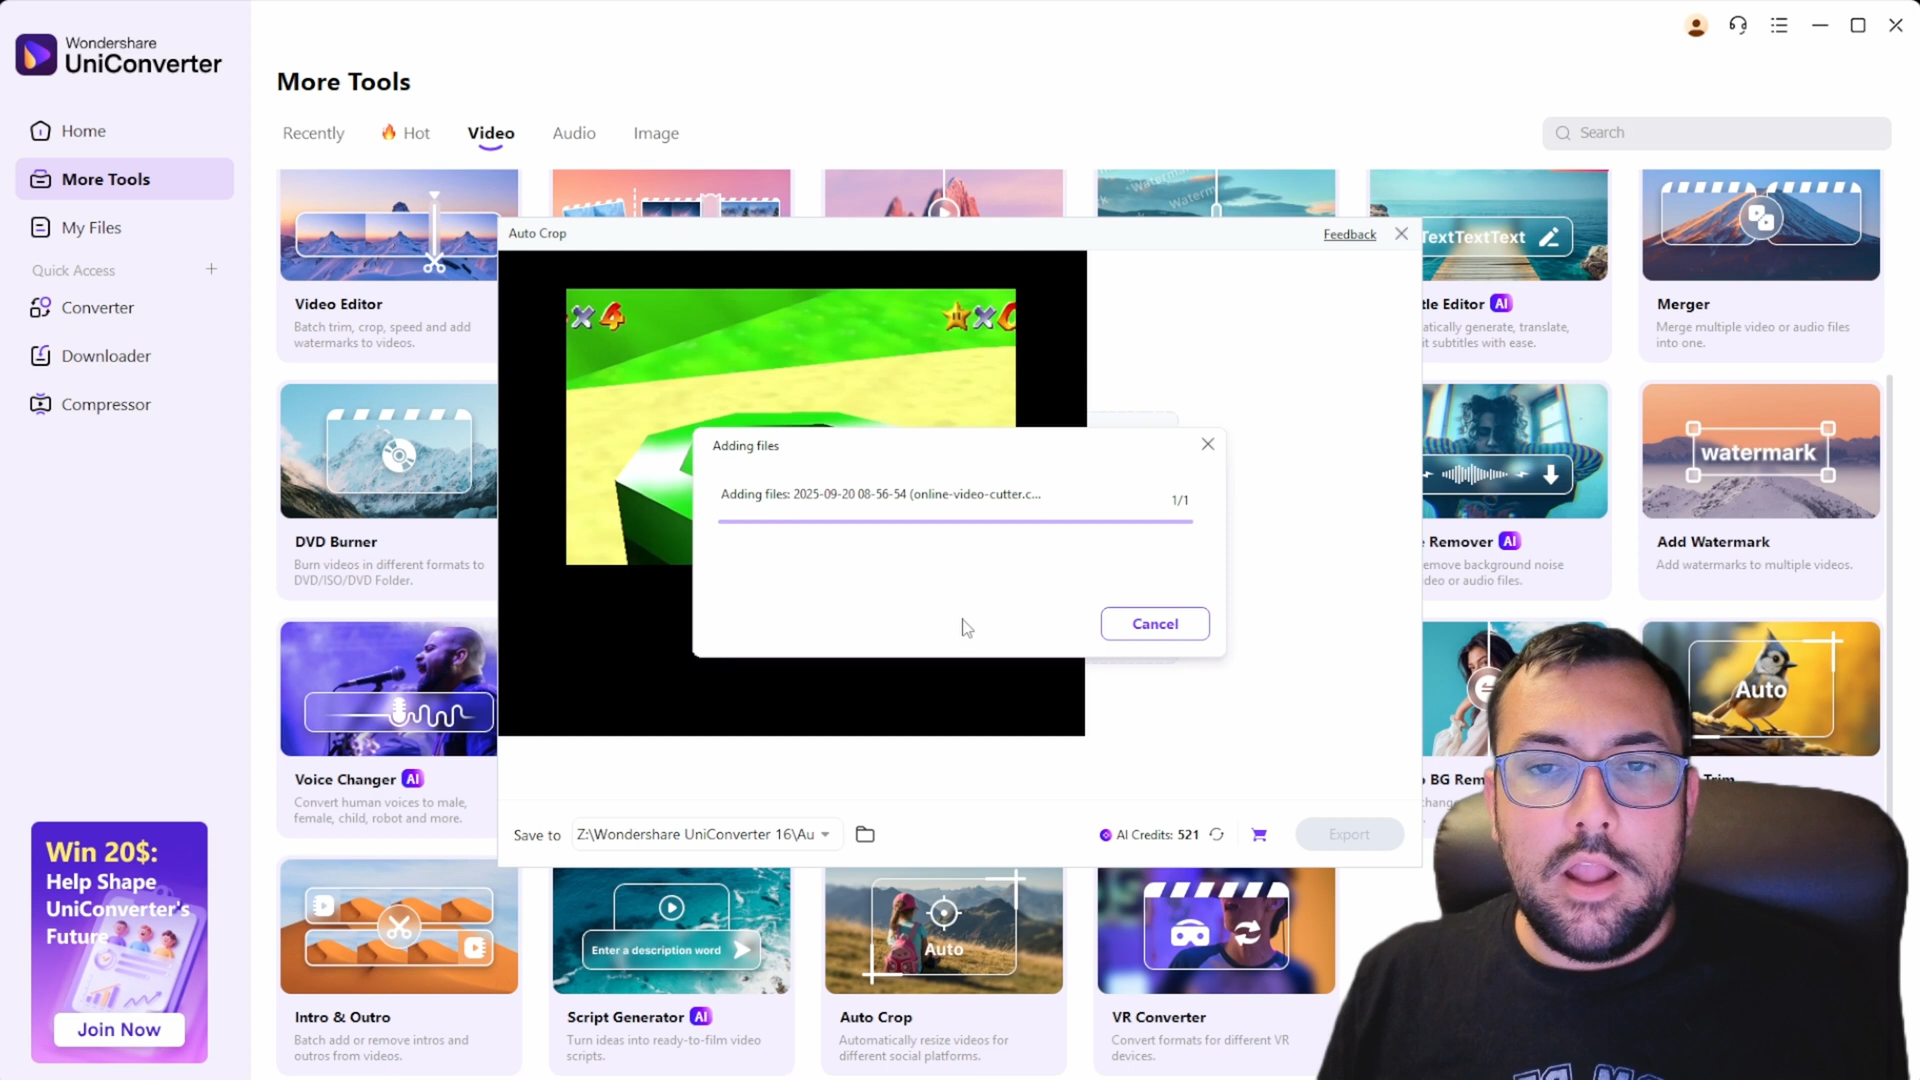 Wondershare
UniConverter
Home
More Tools
My Files
Quick Access
Converter
Downloader
Compressor
Win 20$:
Help Shape
UniConverter's
Future
Join Now
More Tools
Recently
Hot
Video
Audio
Image
Search
Video Editor
Batch trim, crop, speed and add
watermarks to videos.
Watermark
Waterm
TextTextText
Editor AI
generate, translate,
subtitles with ease.
Merger
Merge multiple video or audio files
into one.
Auto Crop
Feedback
×4
×
Adding files
Adding files: 2025-09-20 08-56-54 (online-video-cutter.c...
1/1
Cancel
Save to
Z:\Wondershare UniConverter 16\Au
AI Credits: 521
Export
DVD Burner
Burn videos in different formats to
DVD/ISO/DVD Folder.
Remover AI
background noise
or audio files.
watermark
Add Watermark
Add watermarks to multiple videos.
Voice Changer AI
Convert human voices to male,
female, child, robot and more.
BG
Auto
Trim
Intro & Outro
Batch add or remove intros and
outros from videos.
Enter a description word
Script Generator AI
Turn ideas into ready-to-film video
scripts.
Auto
Auto Crop
Automatically resize videos for
different social platforms.
VR Converter
Convert formats for different VR
devices.